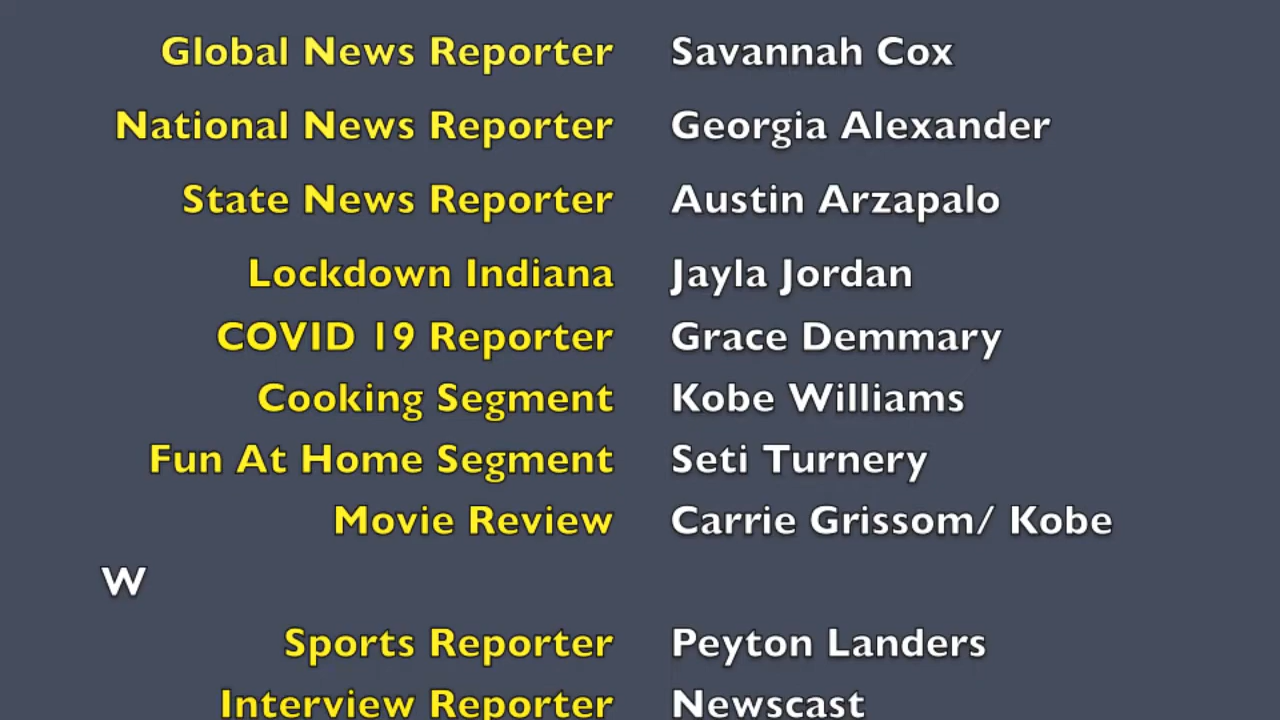 Global News Reporter Savannah Cox
National News Reporter Georgia Alexander
State News Reporter Austin Arzapalo
Lockdown Indiana Jayla Jordan
COVID 19 Reporter Grace Demmary
Cooking Segment Kobe Williams
Fun At Home Segment Seti Turnery
Movie Review Carrie Grissom/ Kobe
W
Sports Reporter Peyton Landers
Interview Reporter Newscast